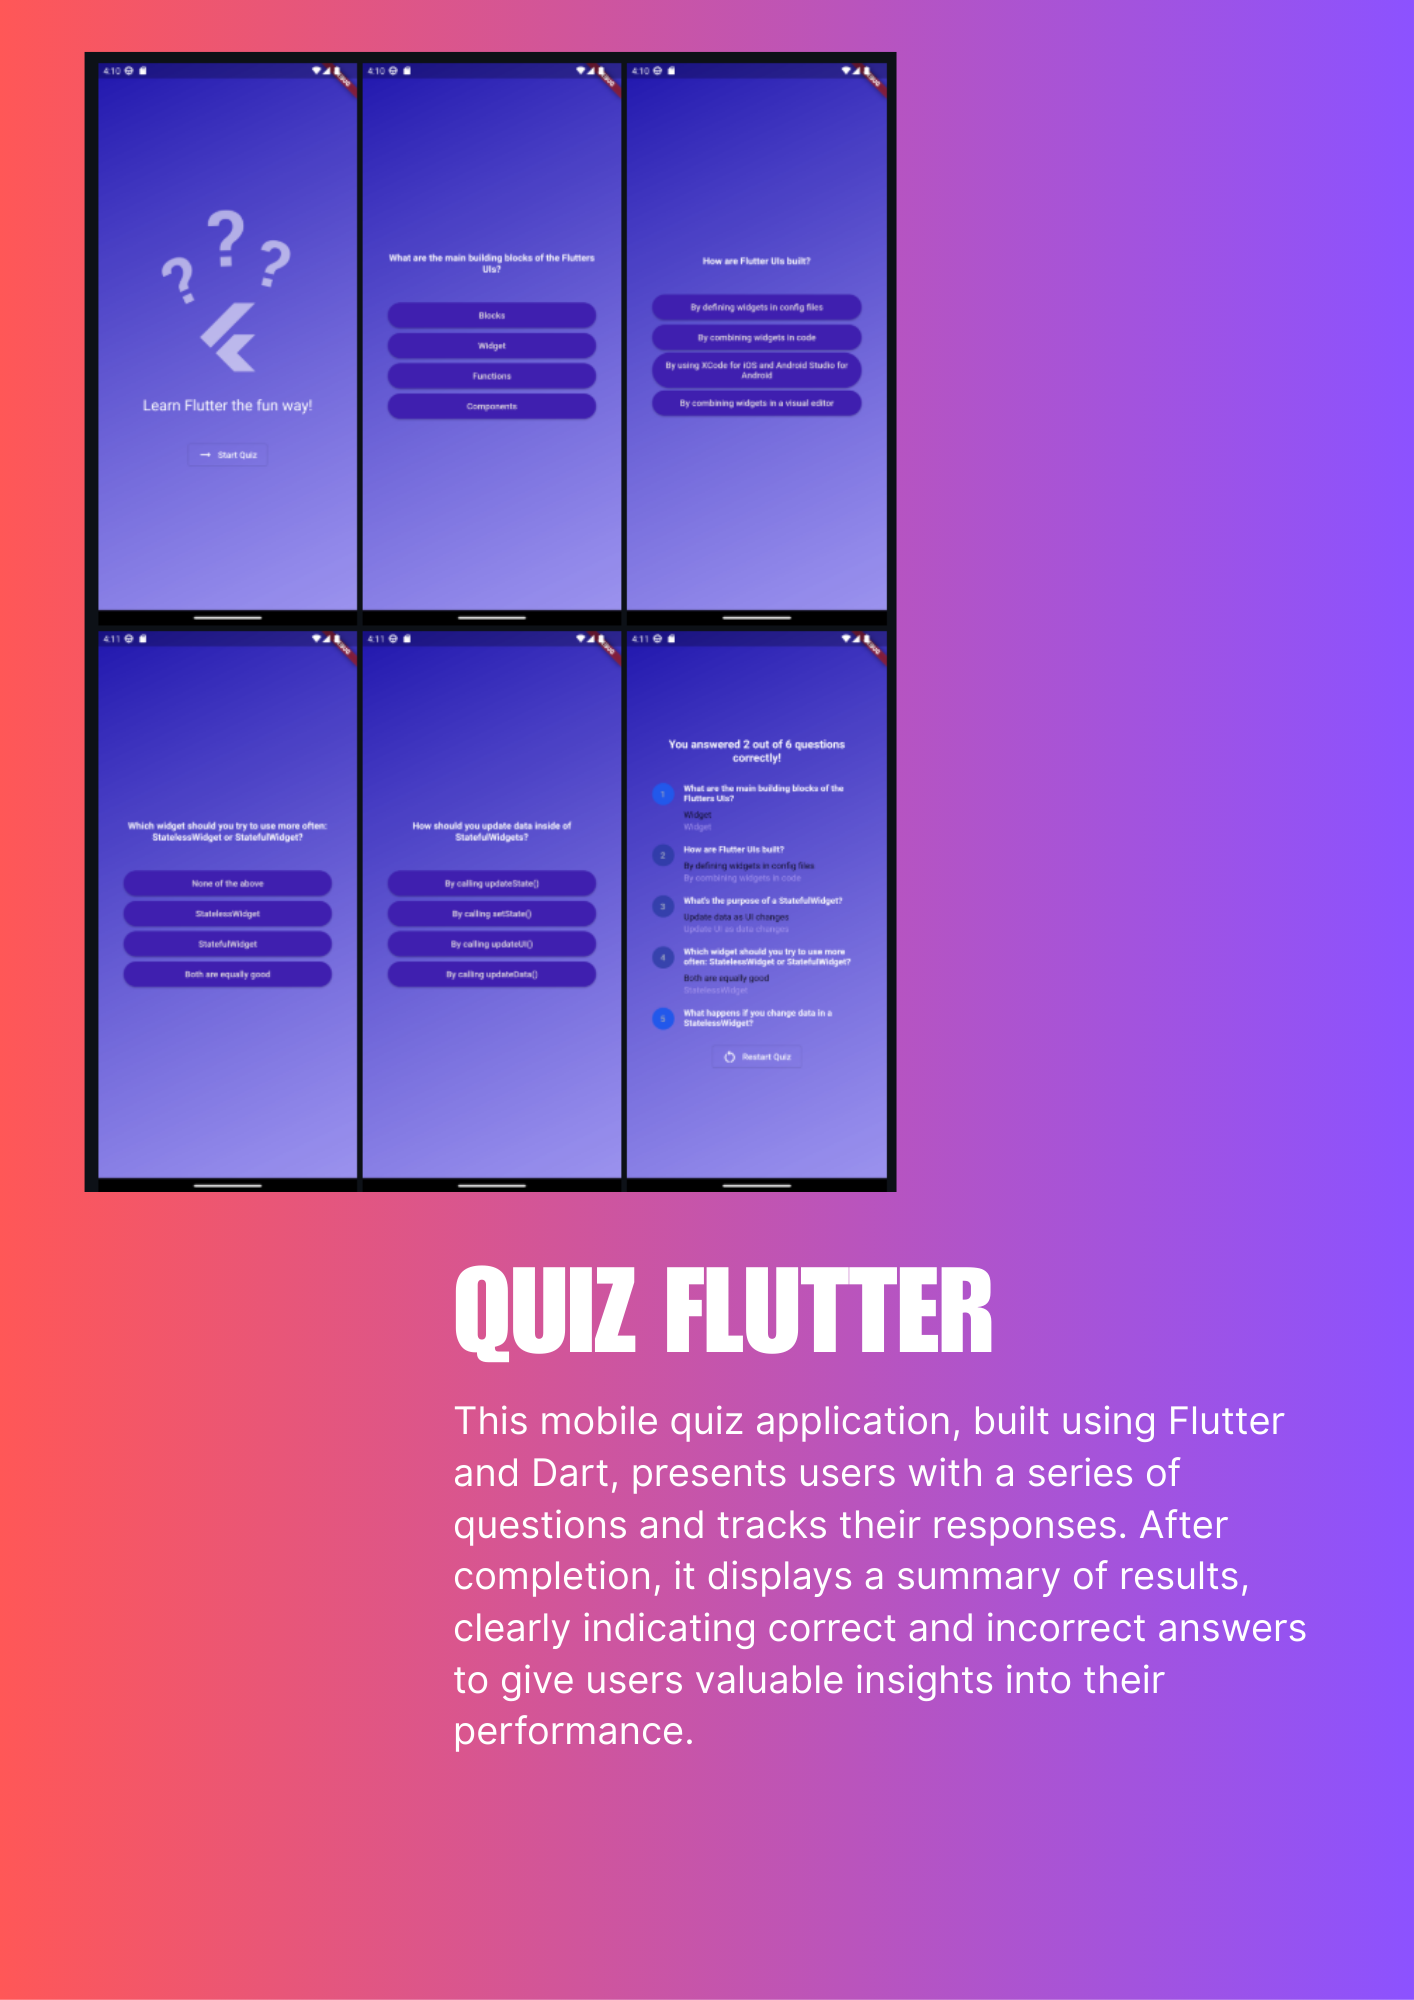 4:10
4:10
4:10
? ? ?
Learn Flutter the fun way!
→ Start Quiz
What are the main building blocks of the Flutters
UIs?
Blocks
Widget
Functions
Components
How are Flutter UIs built?
By defining widgets in config files
By combining widgets in code
By using XCode for iOS and Android Studio for
Android
By combining widgets in a visual editor
4:11
4:11
4:11
Which widget should you try to use more often:
StatelessWidget or StatefulWidget?
None of the above
StatelessWidget
StatefulWidget
Both are equally good
How should you update data inside of
StatefulWidgets?
By calling updateState()
By calling setState()
By calling updateUI()
By calling updateData()
You answered 2 out of 6 questions
correctly!
1
What are the main building blocks of the
Flutters UIs?
Widget
Widget
2
How are Flutter UIs built?
By defining widgets in config files
By combining widgets in code
3
What's the purpose of a StatefulWidget?
Update data as UI changes
Update UI as data changes
4
Which widget should you try to use more
often: StatelessWidget or StatefulWidget?
Both are equally good
StatelessWidget
5
What happens if you change data in a
StatelessWidget?
Restart Quiz
QUIZ FLUTTER
This mobile quiz application, built using Flutter
and Dart, presents users with a series of
questions and tracks their responses. After
completion, it displays a summary of results,
clearly indicating correct and incorrect answers
to give users valuable insights into their
performance.